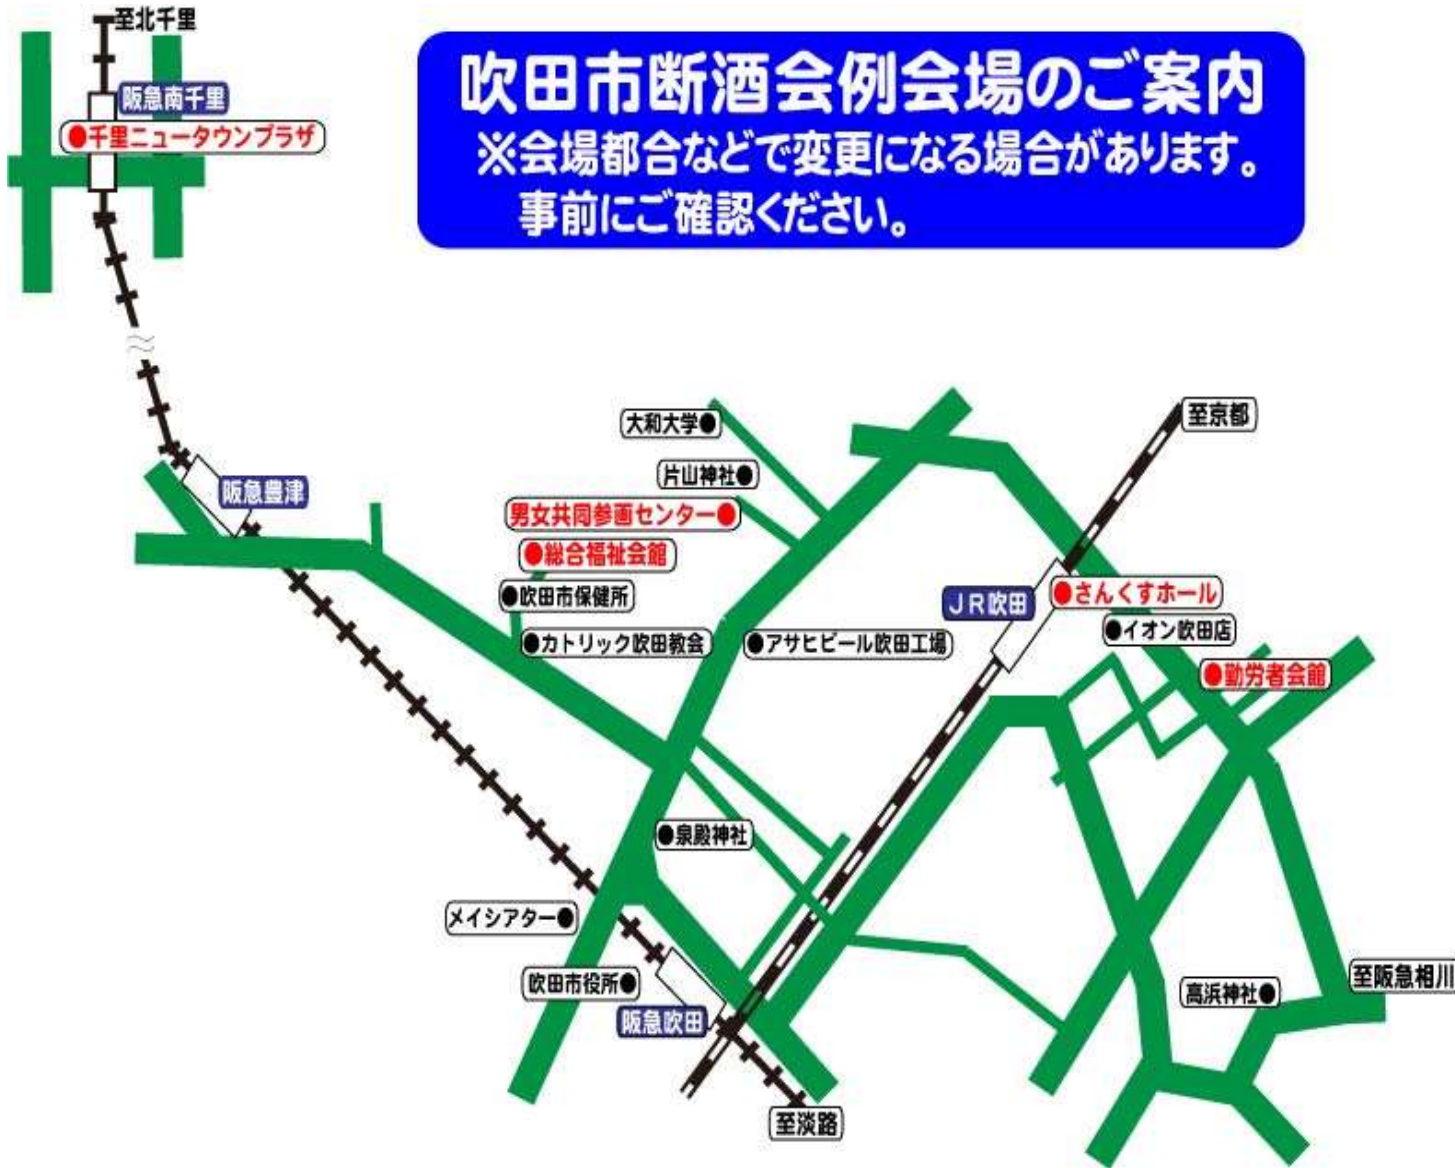 至北千里
阪急南千里
●千里ニュータウンプラザ
吹田市断酒会例会場のご案内
※会場都合などで変更になる場合があります。
事前にご確認ください。
大和大学●
至京都
片山神社●
阪急豊津
男女共同参画センター●
●総合福祉会館
●吹田市保健所
JR吹田
●さんくすホール
●カトリック吹田教会
●アサヒビール吹田工場
●イオン吹田店
●勤労者会館
●泉殿神社
メイシアター●
吹田市役所●
阪急吹田
高浜神社●
至阪急相川
至淡路